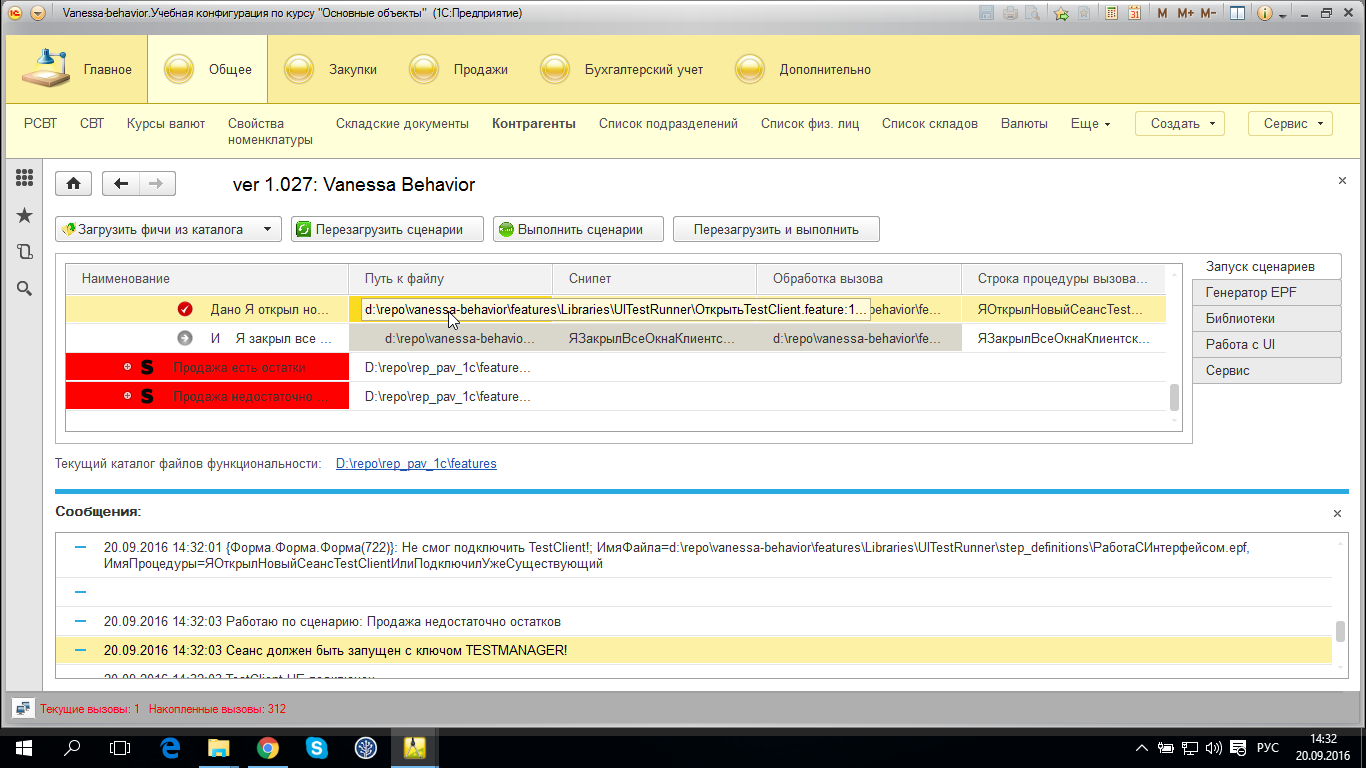 Vanessa-behavior.Учебная конфигурация по курсу "Основные объекты" (1С:Предприятие)
M M+ M-
Главное Общее Закупки Продажи Бухгалтерский учет Дополнительно
РСВТ СВТ Курсы валют Свойства номенклатуры Складские документы Контрагенты Список подразделений Список физ. лиц Список складов Валюты Еще Создать Сервис
ver 1.027: Vanessa Behavior
Загрузить фичи из каталога Перезагрузить сценарии Выполнить сценарии Перезагрузить и выполнить
Наименование Путь к файлу Снипет Обработка вызова Строка процедуры вызова...
Дано Я открыл но... d:\repo\vanessa-behavior\features\Libraries\UITestRunner\ОткрытьTestClient.feature:1... behavior\fe... ЯОткрылНовыйСеансTest...
И Я закрыл все ... d:\repo\vanessa-behavio... ЯЗакрылВсеОкнаКлиентс... d:\repo\vanessa-behavior\fe... ЯЗакрылВсеОкнаКлиентск...
Продажа есть остатки D:\repo\rep_pav_1c\feature...
Продажа недостаточно ... D:\repo\rep_pav_1c\feature...
Запуск сценариев
Генератор EPF
Библиотеки
Работа с UI
Сервис
Текущий каталог файлов функциональности: D:\repo\rep_pav_1c\features
Сообщения:
20.09.2016 14:32:01 {Форма.Форма.Форма(722)}: Не смог подключить TestClient!; ИмяФайла=d:\repo\vanessa-behavior\features\Libraries\UITestRunner\step_definitions\РаботаСИнтерфейсом.epf,
ИмяПроцедуры=ЯОткрылНовыйСеансTestClientИлиПодключилУжеСуществующий
20.09.2016 14:32:03 Работаю по сценарию: Продажа недостаточно остатков
20.09.2016 14:32:03 Сеанс должен быть запущен с ключом TESTMANAGER!
20.09.2016 14:32:03 TestClient НЕ подключен
Текущие вызовы: 1 Накопленные вызовы: 312
РУС
14:32
20.09.2016